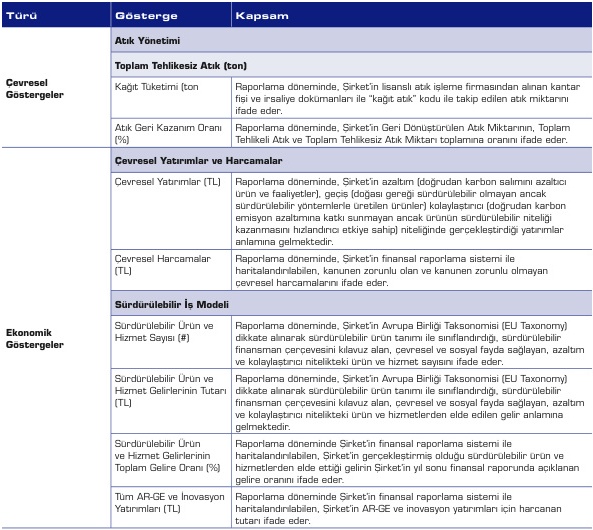 Türü Gösterge Kapsam
Atık Yönetimi
Toplam Tehlikesiz Atık (ton)
Çevresel
Göstergeler
Kağıt Tüketimi (ton
Raporlama döneminde, Şirket’in lisanslı atık işleme firmasından alınan kantar
fişi ve irsaliye dokümanları ile “kağıt atık” kodu ile takip edilen atık miktarını
ifade eder.
Atık Geri Kazanım Oranı
(%)
Raporlama döneminde, Şirket’in Geri Dönüştürülen Atık Miktarının, Toplam
Tehlikeli Atık ve Toplam Tehlikesiz Atık Miktarı toplamına oranını ifade eder.
Çevresel Yatırımlar ve Harcamalar
Çevresel Yatırımlar (TL)
Raporlama döneminde, Şirket’in azaltım (doğrudan karbon salımını azaltıcı
ürün ve faaliyetler), geçiş (doğası gereği sürdürülebilir olmayan ancak
sürdürülebilir yöntemlerle üretilen ürünler) kolaylaştırıcı (doğrudan karbon
emisyon azaltımına katkı sunmayan ancak ürünün sürdürülebilir niteliği
kazanmasını hızlandırıcı etkiye sahip) niteliğinde gerçekleştirdiği yatırımlar
anlamına gelmektedir.
Çevresel Harcamalar
(TL)
Raporlama döneminde, Şirket’in finansal raporlama sistemi ile
haritalandırılabilen, kanunen zorunlu olan ve kanunen zorunlu olmayan
çevresel harcamalarını ifade eder.
Sürdürülebilir İş Modeli
Ekonomik
Göstergeler
Sürdürülebilir Ürün ve
Hizmet Sayısı (#)
Raporlama döneminde, Şirket’in Avrupa Birliği Taksonomisi (EU Taxonomy)
dikkate alınarak sürdürülebilir ürün tanımı ile sınıflandırdığı, sürdürülebilir
finansman çerçevesini kılavuz alan, çevresel ve sosyal fayda sağlayan, azaltım
ve kolaylaştırıcı nitelikteki ürün ve hizmet sayısını ifade eder.
Sürdürülebilir Ürün ve
Hizmet Gelirlerinin Tutarı
(TL)
Raporlama döneminde, Şirket’in Avrupa Birliği Taksonomisi (EU Taxonomy)
dikkate alınarak sürdürülebilir ürün tanımı ile sınıflandırdığı, sürdürülebilir
finansman çerçevesini kılavuz alan, çevresel ve sosyal fayda sağlayan, azaltım
ve kolaylaştırıcı nitelikteki ürün ve hizmetlerden elde edilen gelir anlamına
gelmektedir.
Sürdürülebilir Ürün
ve Hizmet Gelirlerinin
Toplam Gelire Oranı (%)
Raporlama döneminde Şirket’in finansal raporlama sistemi ile
haritalandırılabilen, Şirket’in gerçekleştirmiş olduğu sürdürülebilir ürün ve
hizmetlerden elde ettiği gelirin Şirket’in yıl sonu finansal raporunda açıklanan
gelire oranını ifade eder.
Tüm AR-GE ve İnovasyon
Yatırımları (TL)
Raporlama döneminde Şirket’in finansal raporlama sistemi ile
haritalandırılabilen, Şirket’in AR-GE ve inovasyon yatırımları için harcanan
tutarı ifade eder.